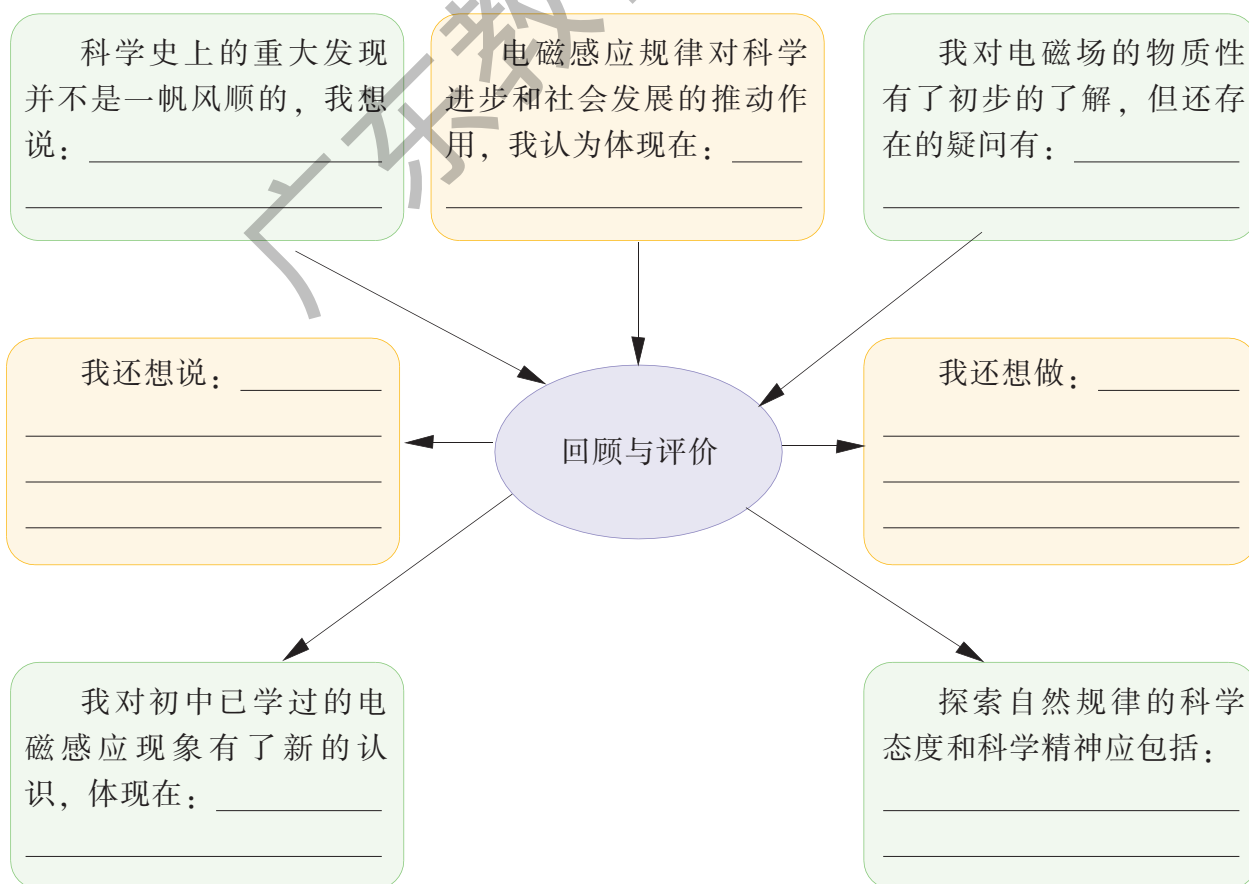 科学史上的重大发现
并不是一帆风顺的，我想
说：
电磁感应规律对科学
进步和社会发展的推动作
用，我认为体现在：
我对电磁场的物质性
有了初步的了解，但还存
在的疑问有：
我还想说：
回顾与评价
我还想做：
我对初中已学过的电
磁感应现象有了新的认
识，体现在：
探索自然规律的科学
态度和科学精神应包括：
广东教